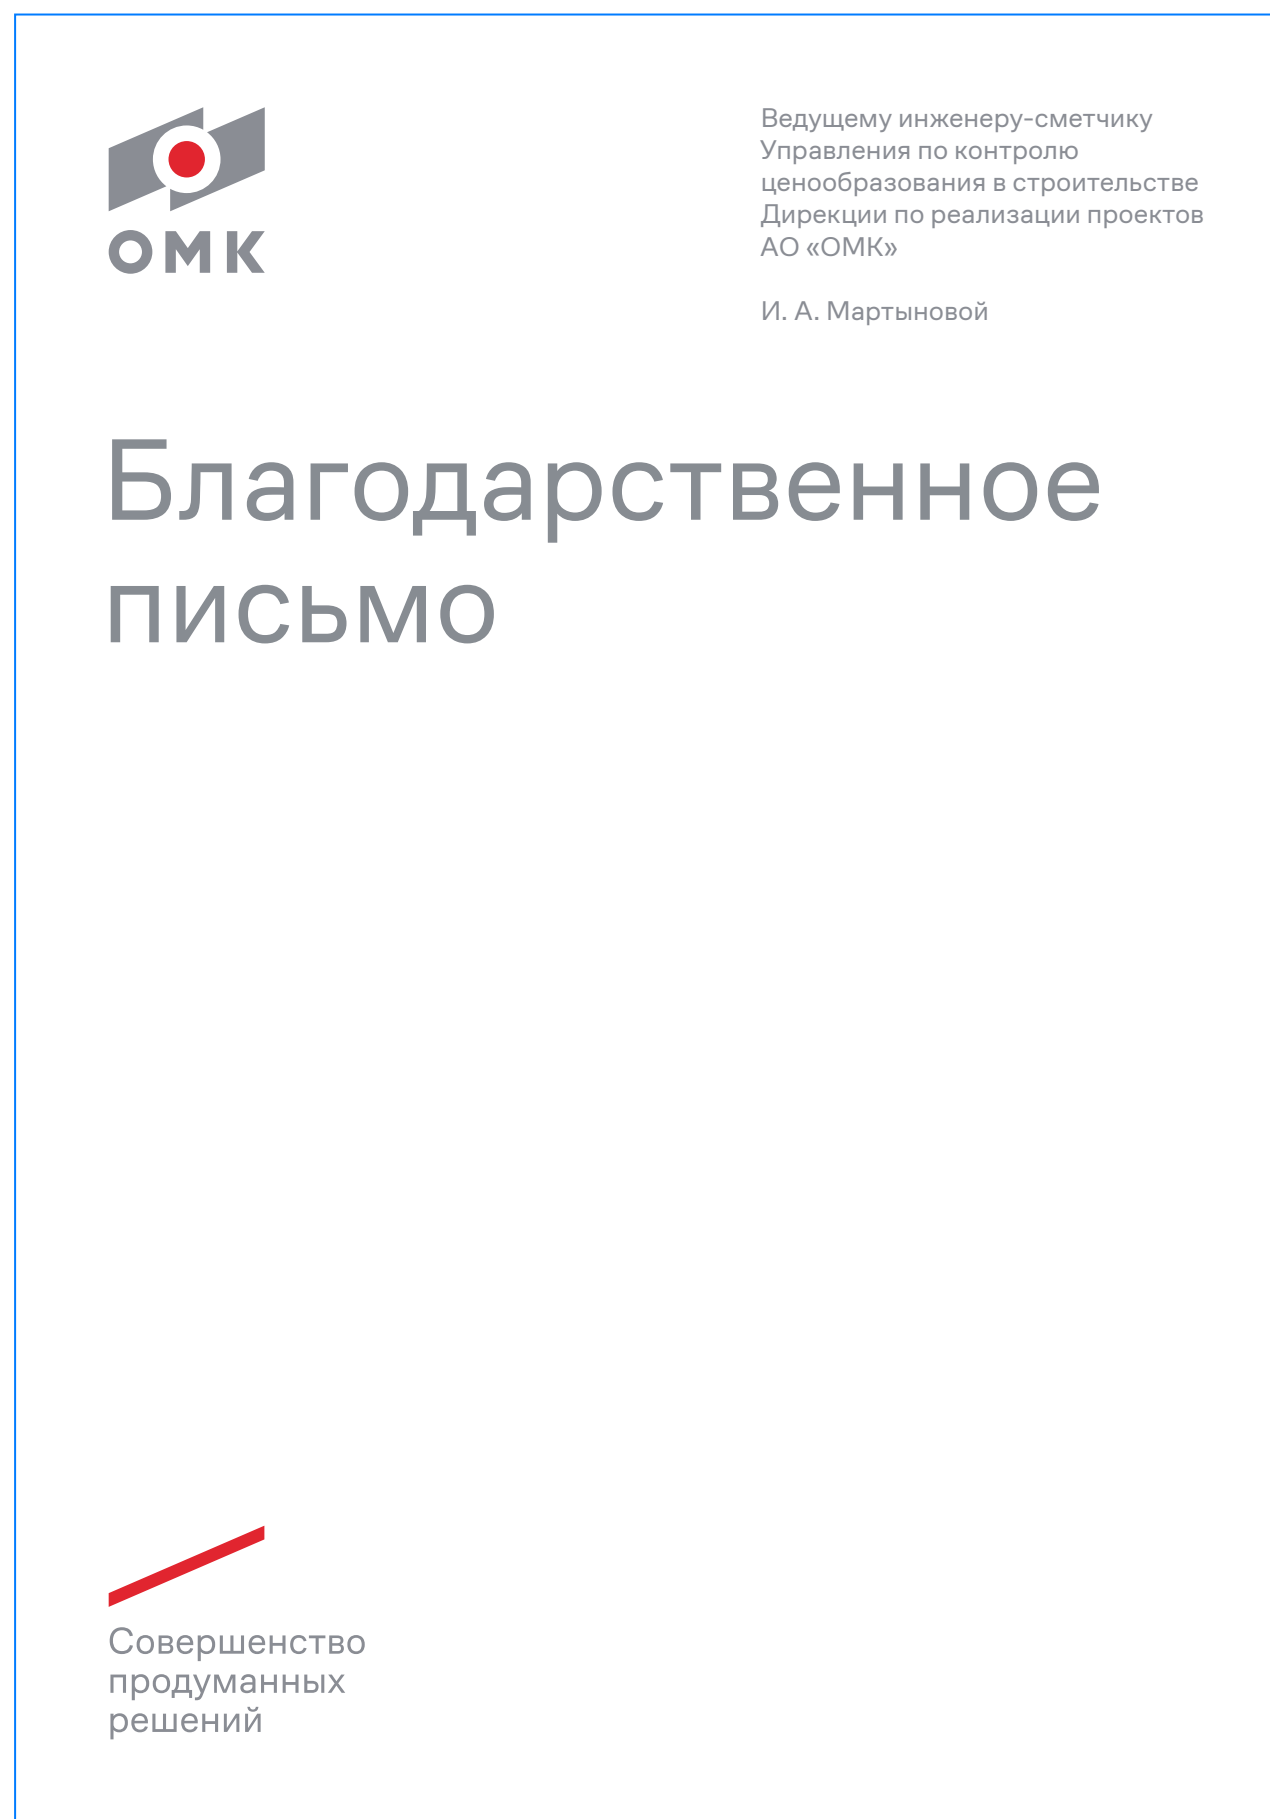 ОМК
Ведущему инженеру-сметчику
Управления по контролю
ценообразования в строительстве
Дирекции по реализации проектов
АО «ОМК»
И. А. Мартыновой
Благодарственное
письмо
Совершенство
продуманных
решений